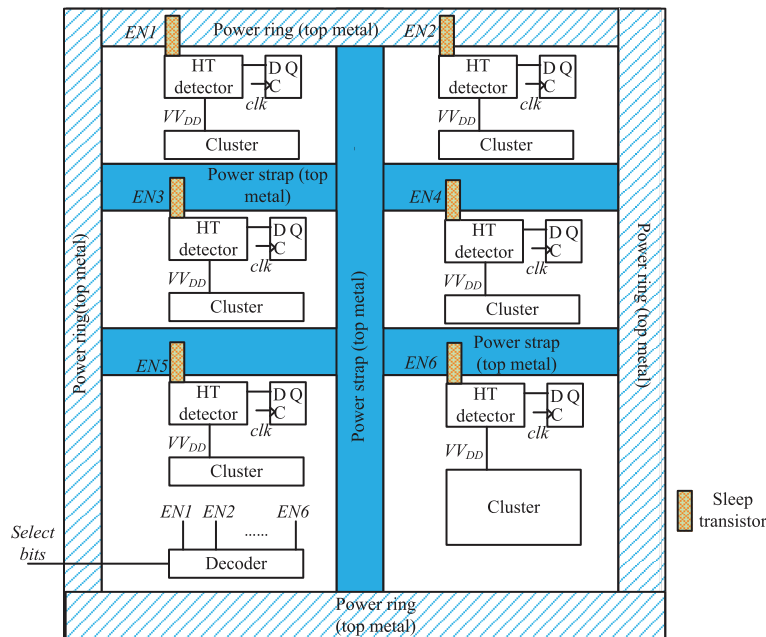 EN1
Power ring (top metal)
EN2
HT
detector
D Q
C
clk
VVDD
Cluster
HT
detector
D Q
C
clk
VVDD
Cluster
Power strap (top
metal)
EN3
EN4
HT
detector
D Q
C
clk
VVDD
Cluster
HT
detector
D Q
C
clk
VVDD
Cluster
Power ring(top metal)
Power strap (top metal)
Power ring (top metal)
Power strap
(top metal)
EN5
EN6
HT
detector
D Q
C
clk
VVDD
Cluster
HT
detector
D Q
C
clk
VVDD
Cluster
EN1 EN2 ...... EN6
Select
bits
Decoder
Sleep
transistor
Power ring
(top metal)